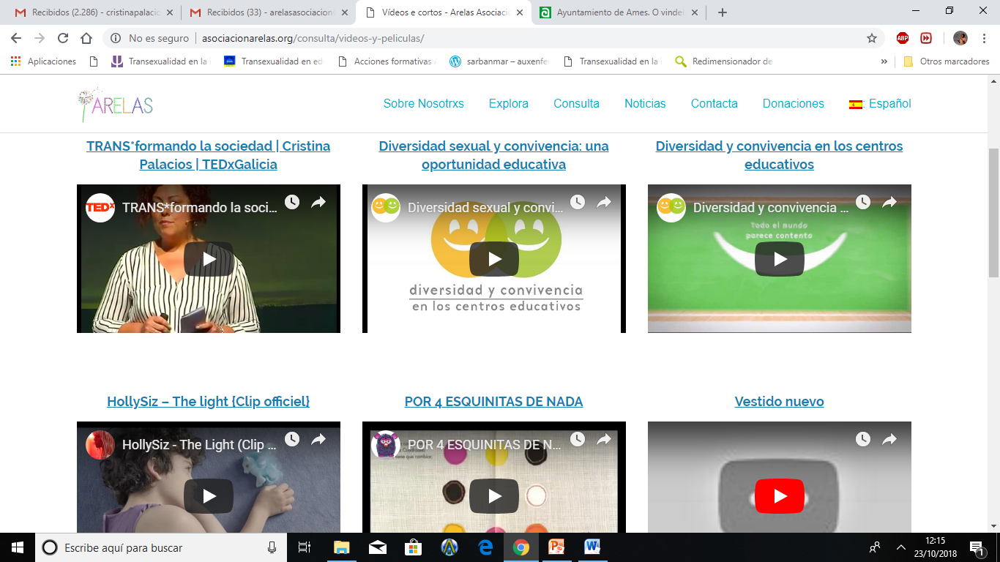 Recibidos (2.286) - cristinapalaci
Recibidos (33) - arelasasociacion
Vídeos e cortos - Arelas Asociaci
Ayuntamiento de Ames. O vindei
No es seguro
asociacionarelas.org/consulta/videos-y-peliculas/
ABP
Aplicaciones
Transexualidad en la
Transexualidad en ed
Acciones formativas
sarbanmar – auxenfe
Transexualidad en la
Redimensionador de
»
Otros marcadores
ARELAS
Sobre Nosotrxs
Explora
Consulta
Noticias
Contacta
Donaciones
: Español
TRANS*formando la sociedad | Cristina
Palacios | TEDxGalicia
Diversidad sexual y convivencia: una
oportunidad educativa
Diversidad y convivencia en los centros
educativos
TEDx
TRANS*formando la soci...
Diversidad sexual y convi...
diversidad y convivencia
en los centros educativos
Diversidad y convivencia ...
Todo el mundo
parece contento
HollySiz – The light {Clip officiel}
POR 4 ESQUINITAS DE NADA
Vestido nuevo
HollySiz - The Light (Clip ...
POR 4 ESQUINITAS DE N...
tiene que cambiar.
Escribe aquí para buscar
12:15
23/10/2018
1